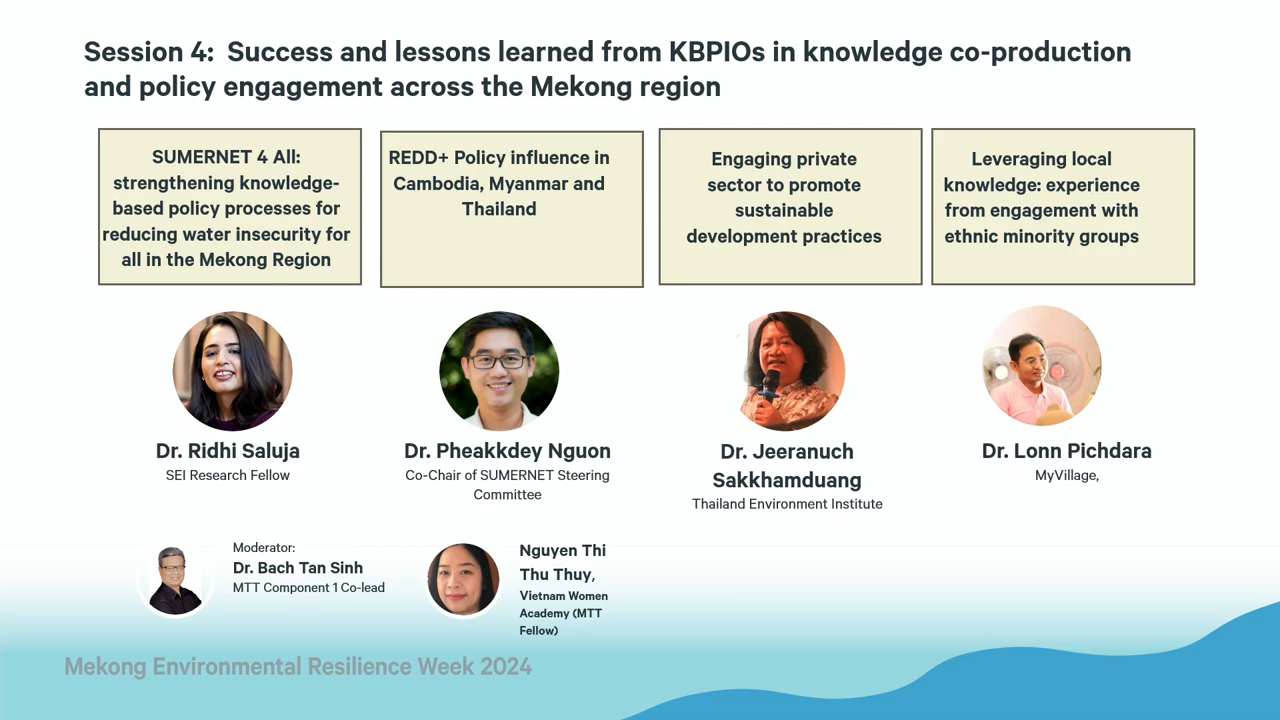 Session 4:  Success and lessons learned from KBPIOs in knowledge co-production
and policy engagement across the Mekong region
SUMERNET 4 All:
strengthening knowledge-
based policy processes for
reducing water insecurity for
all in the Mekong Region
REDD+ Policy influence in
Cambodia, Myanmar and
Thailand
Engaging private
sector to promote
sustainable
development practices
Leveraging local
knowledge: experience
from engagement with
ethnic minority groups
Dr. Ridhi Saluja
SEI Research Fellow
Dr. Pheakkdey Nguon
Co-Chair of SUMERNET Steering
Committee
Dr. Jeeranuch
Sakkhamduang
Thailand Environment Institute
Dr. Lonn Pichdara
MyVillage,
Moderator:
Dr. Bach Tan Sinh
MTT Component 1 Co-lead
Nguyen Thi
Thu Thuy,
Vietnam Women
Academy (MTT
Fellow)
Mekong Environmental Resilience Week 2024